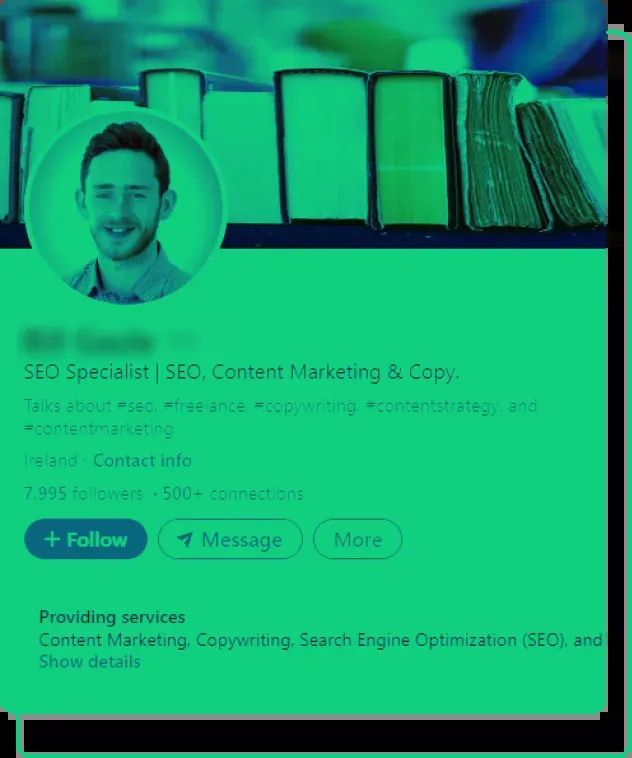 SEO Specialist | SEO, Content Marketing & Copy.
Talks about #seo, #freelance, #copywriting, #contentstrategy, and
#contentmarketing
Ireland · Contact info
7,995 followers · 500+ connections
+ Follow
Message
More
Providing services
Content Marketing, Copywriting, Search Engine Optimization (SEO), and
Show details